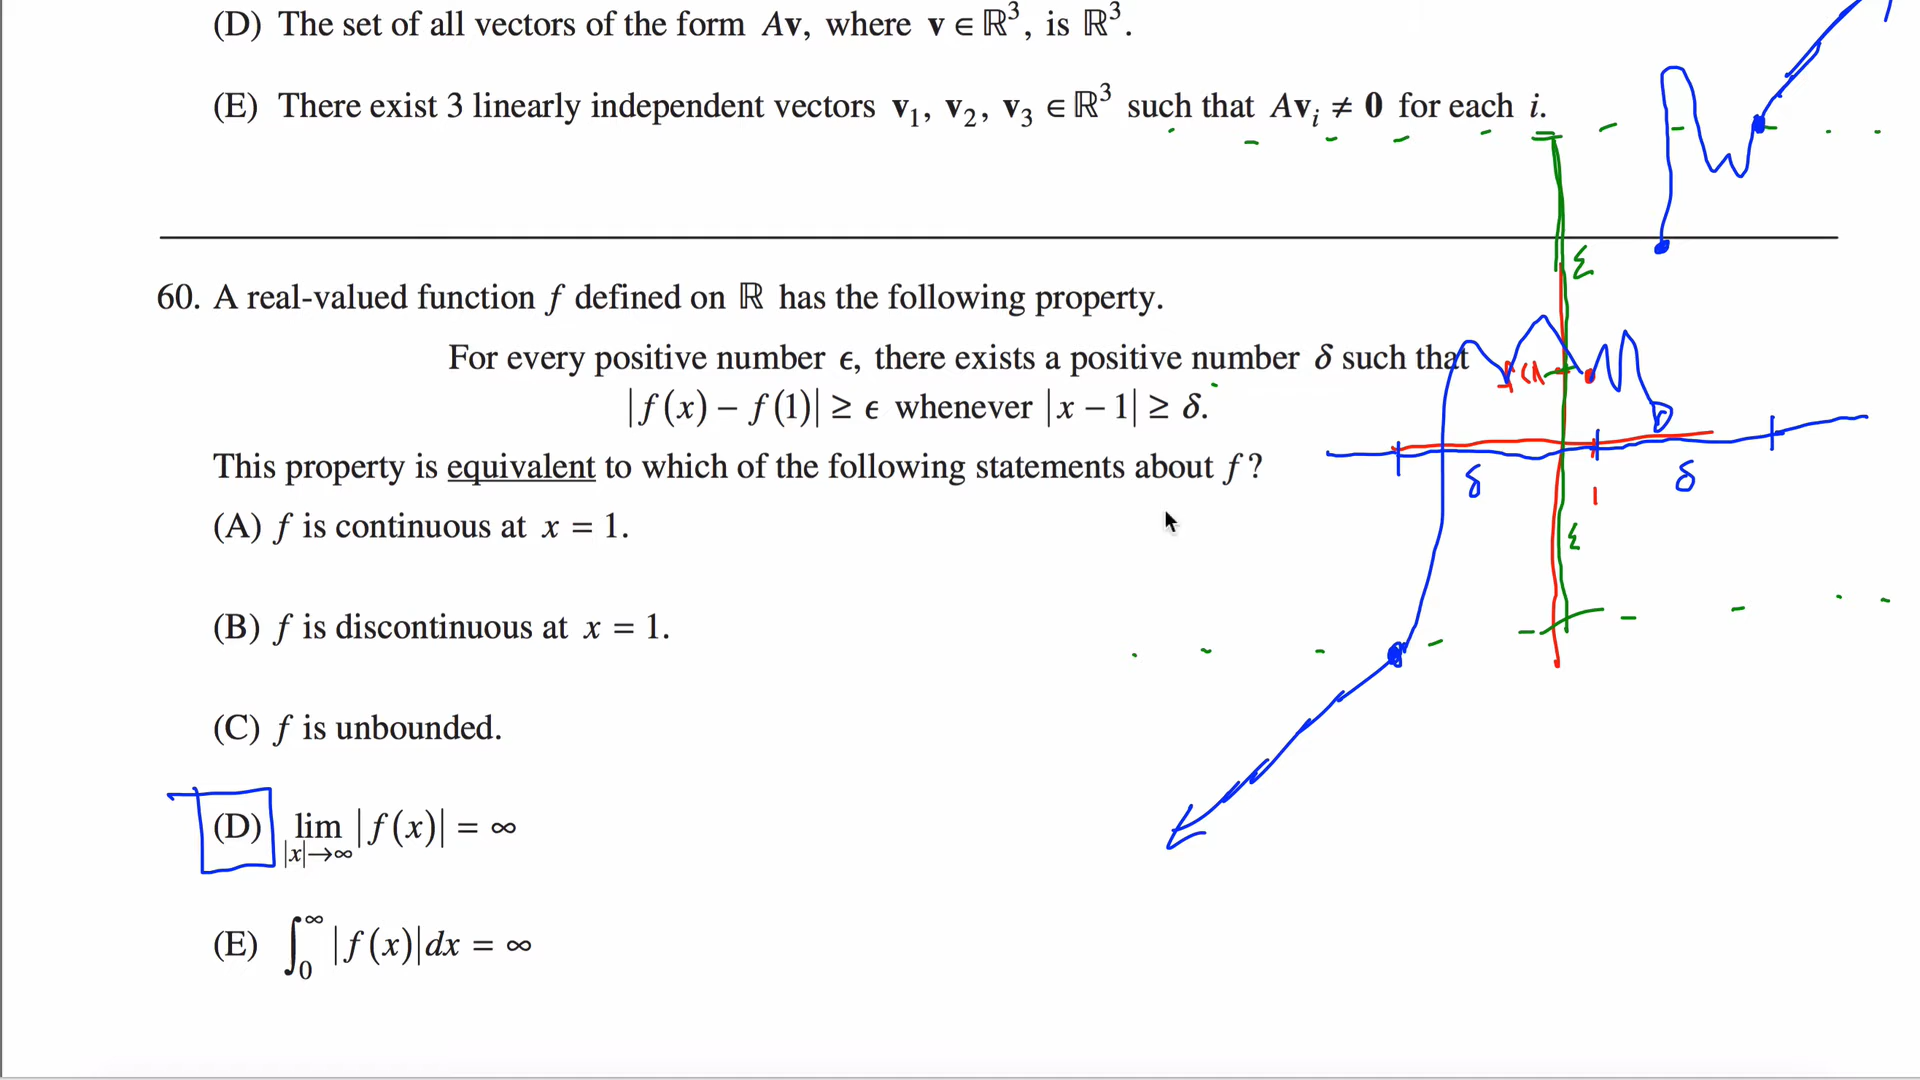 (D) The set of all vectors of the form Av, where v ∈ ℝ³, is ℝ³.
(E) There exist 3 linearly independent vectors v₁, v₂, v₃ ∈ ℝ³ such that Avᵢ ≠ 0 for each i.
ε
60. A real-valued function f defined on ℝ has the following property.
For every positive number ϵ, there exists a positive number δ such that
|f(x) − f(1)| ≥ ϵ whenever |x − 1| ≥ δ.
This property is equivalent to which of the following statements about f?
δ
1
δ
(A) f is continuous at x = 1.
ε
(B) f is discontinuous at x = 1.
(C) f is unbounded.
(D) lim |x|→∞ |f(x)| = ∞
(E) ∫₀^∞ |f(x)|dx = ∞